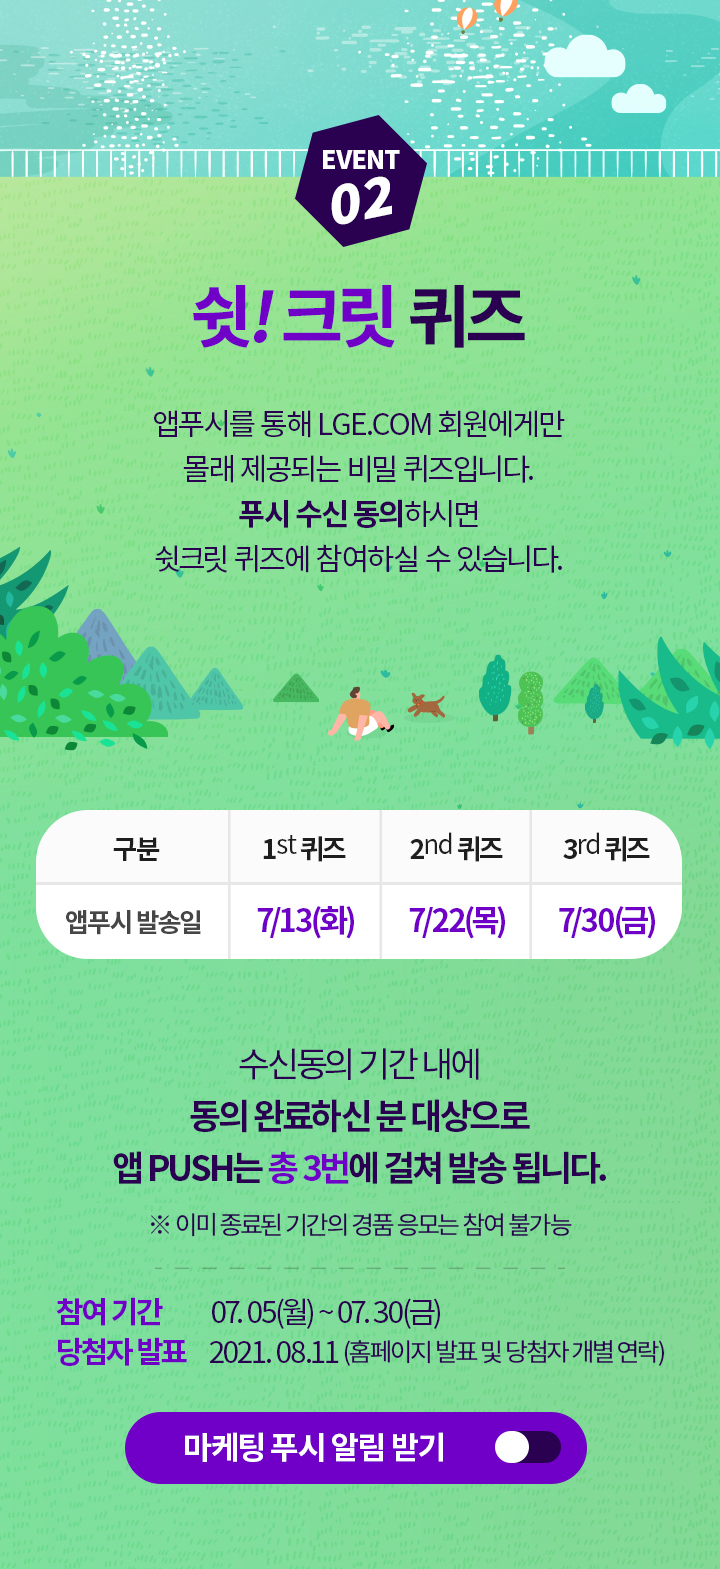 EVENT
02
쉿! 크릿 퀴즈
앱푸시를 통해 LGE.COM 회원에게만
몰래 제공되는 비밀 퀴즈입니다.
푸시 수신 동의하시면
쉿크릿 퀴즈에 참여하실 수 있습니다.
구분 1st 퀴즈 2nd 퀴즈 3rd 퀴즈
앱푸시 발송일 7/13(화) 7/22(목) 7/30(금)
수신동의 기간 내에
동의 완료하신 분 대상으로
앱 PUSH는 총 3번에 걸쳐 발송 됩니다.
※ 이미 종료된 기간의 경품 응모는 참여 불가능
참여 기간 07. 05(월) ~ 07. 30(금)
당첨자 발표 2021. 08.11 (홈페이지 발표 및 당첨자 개별 연락)
마케팅 푸시 알림 받기